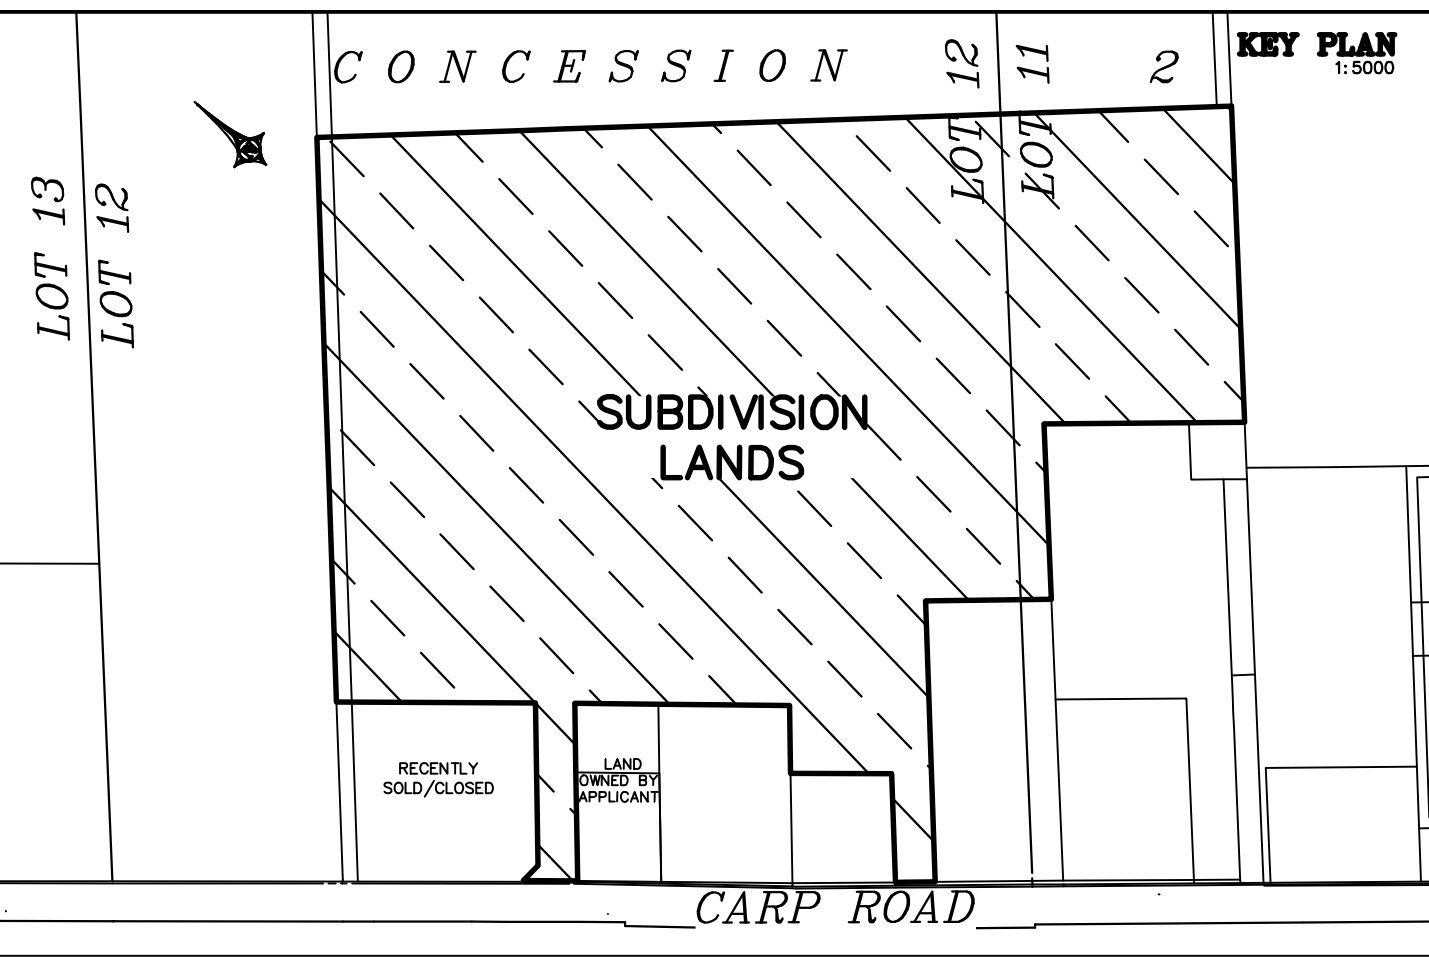 KEY PLAN
1:5000
CONCESSION 2
LOT 12
LOT 11
LOT 13
LOT 12
SUBDIVISION
LANDS
RECENTLY
SOLD/CLOSED
LAND
OWNED BY
APPLICANT
CARP ROAD